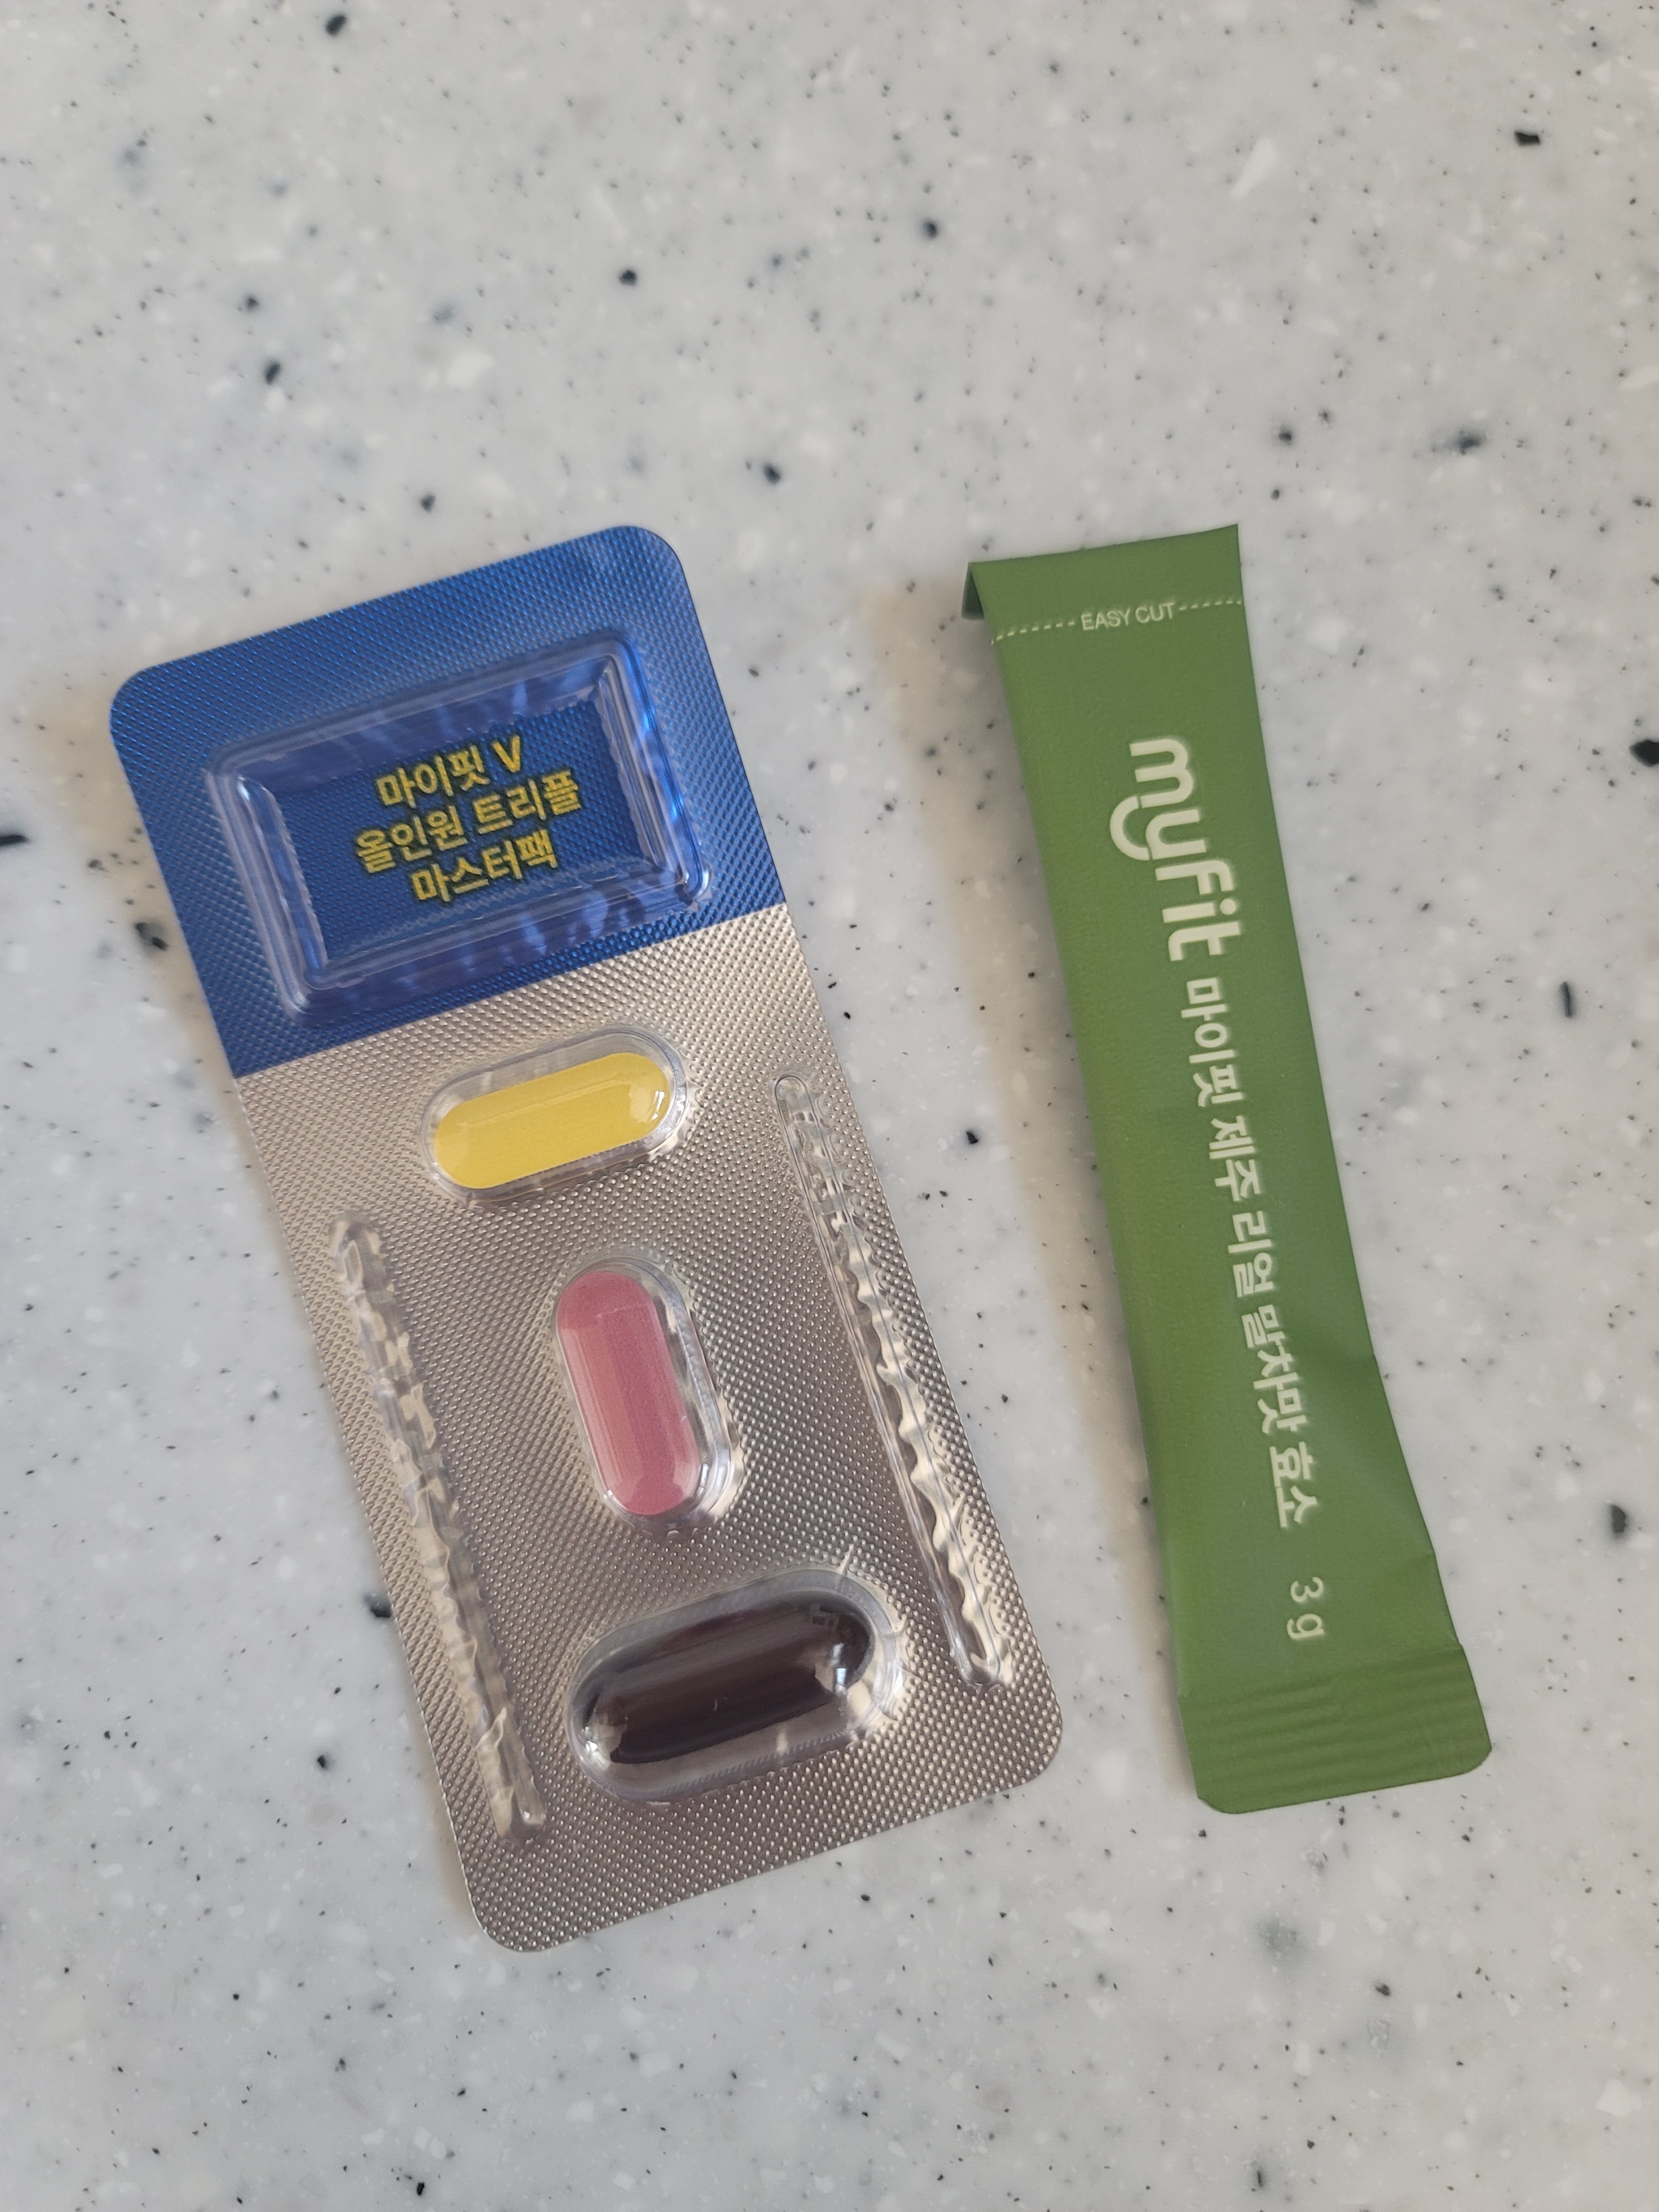 마이핏 V
올인원 트리플
마스터팩
EASY CUT
myFit 마이핏 제주 리얼 말차맛 효소 3g